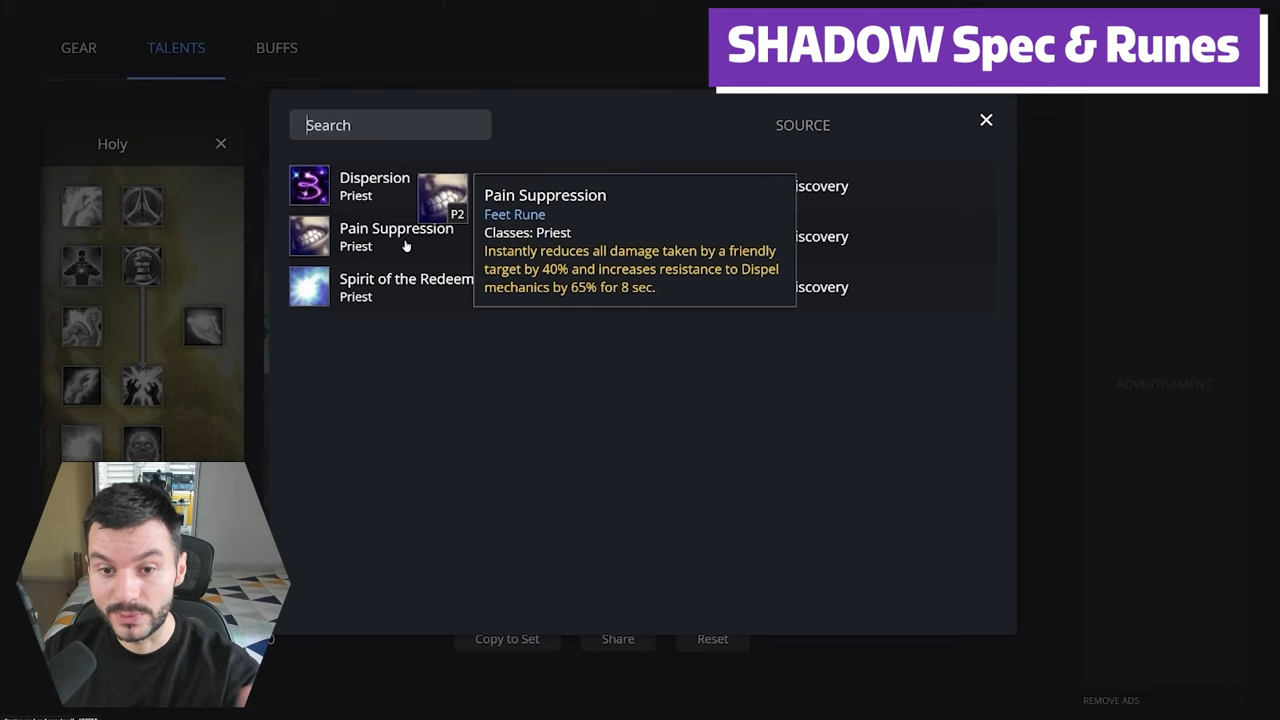 SHADOW Spec & Runes
GEAR
TALENTS
BUFFS
Search
SOURCE
Holy
Dispersion
Priest
Pain Suppression
Priest
Spirit of the Redeem
Priest
P2
Pain Suppression
Feet Rune
Classes: Priest
Instantly reduces all damage taken by a friendly
target by 40% and increases resistance to Dispel
mechanics by 65% for 8 sec.
iscovery
iscovery
iscovery
ADVERTISEMENT
0
Copy to Set
Share
Reset
REMOVE ADS